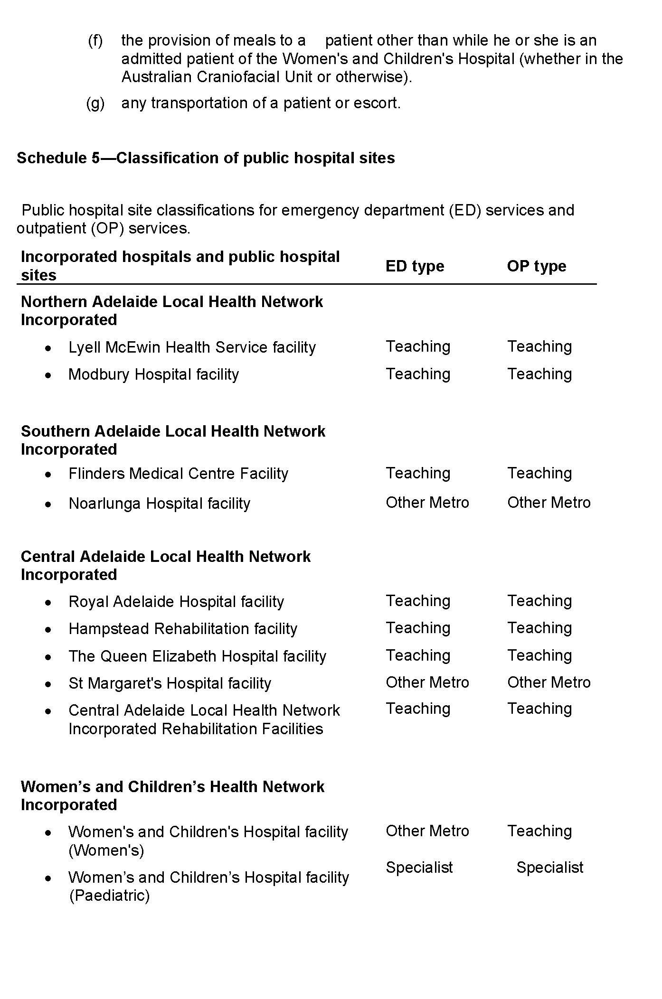 (f) the provision of meals to a patient other than while he or she is an
admitted patient of the Women's and Children's Hospital (whether in the
Australian Craniofacial Unit or otherwise).
(g) any transportation of a patient or escort.
Schedule 5—Classification of public hospital sites
Public hospital site classifications for emergency department (ED) services and
outpatient (OP) services.
Incorporated hospitals and public hospital
sites
ED type OP type
Northern Adelaide Local Health Network
Incorporated
• Lyell McEwin Health Service facility Teaching Teaching
• Modbury Hospital facility Teaching Teaching
Southern Adelaide Local Health Network
Incorporated
• Flinders Medical Centre Facility Teaching Teaching
• Noarlunga Hospital facility Other Metro Other Metro
Central Adelaide Local Health Network
Incorporated
• Royal Adelaide Hospital facility Teaching Teaching
• Hampstead Rehabilitation facility Teaching Teaching
• The Queen Elizabeth Hospital facility Teaching Teaching
• St Margaret's Hospital facility Other Metro Other Metro
• Central Adelaide Local Health Network Teaching Teaching
Incorporated Rehabilitation Facilities
Women’s and Children’s Health Network
Incorporated
• Women's and Children's Hospital facility Other Metro Teaching
(Women's)
• Women’s and Children’s Hospital facility Specialist Specialist
(Paediatric)